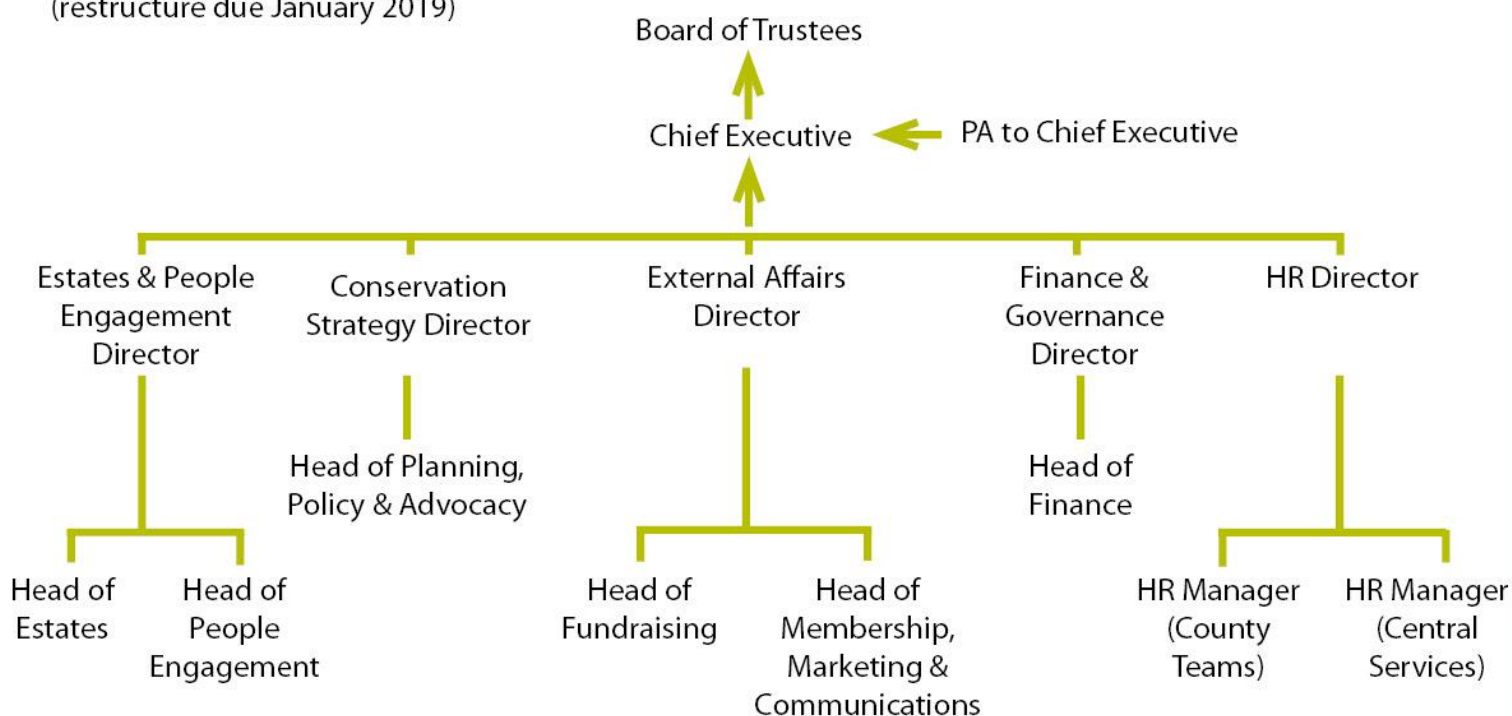 (restructure due January 2019)
Board of Trustees
Chief Executive
PA to Chief Executive
Estates & People
Engagement
Director
Conservation
Strategy Director
External Affairs
Director
Finance &
Governance
Director
HR Director
Head of Planning,
Policy & Advocacy
Head of
Finance
Head of
Estates
Head of
People
Engagement
Head of
Fundraising
Head of
Membership,
Marketing &
Communications
HR Manager
(County
Teams)
HR Manager
(Central
Services)